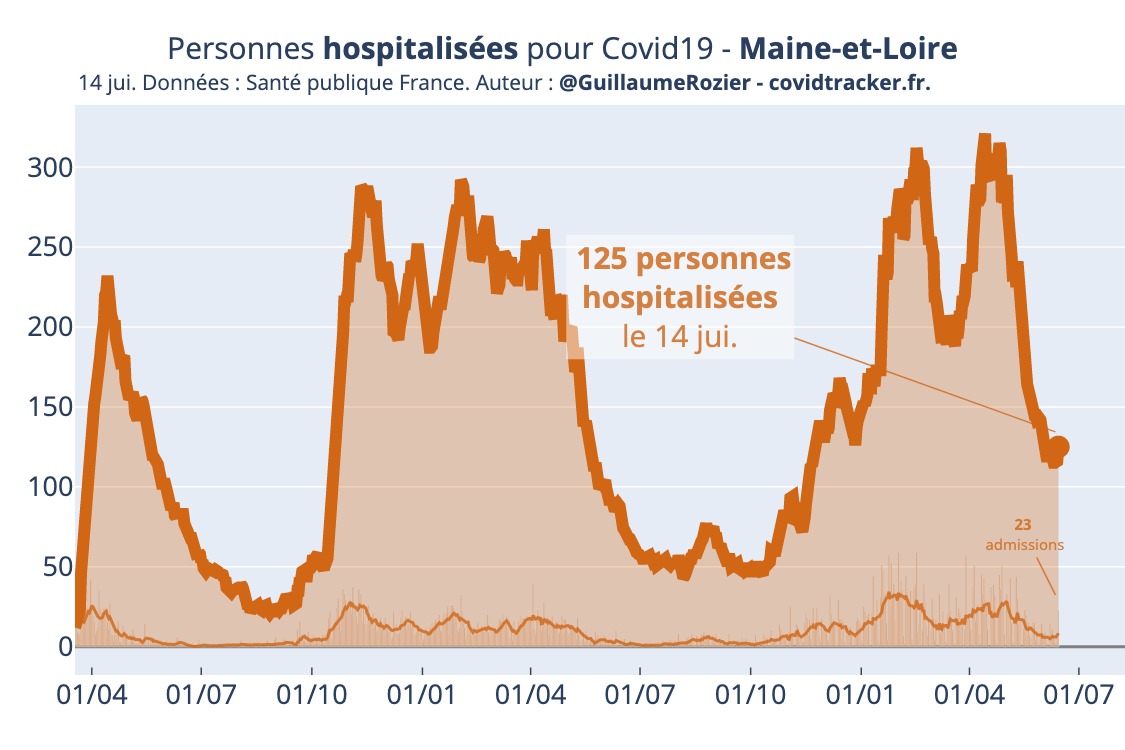 Personnes hospitalisées pour Covid19 - Maine-et-Loire
14 jui. Données : Santé publique France. Auteur : @GuillaumeRozier - covidtracker.fr.
300
250
200
150
100
50
0
125 personnes
hospitalisées
le 14 jui.
23
admissions
01/04 01/07 01/10 01/01 01/04 01/07 01/10 01/01 01/04 01/07